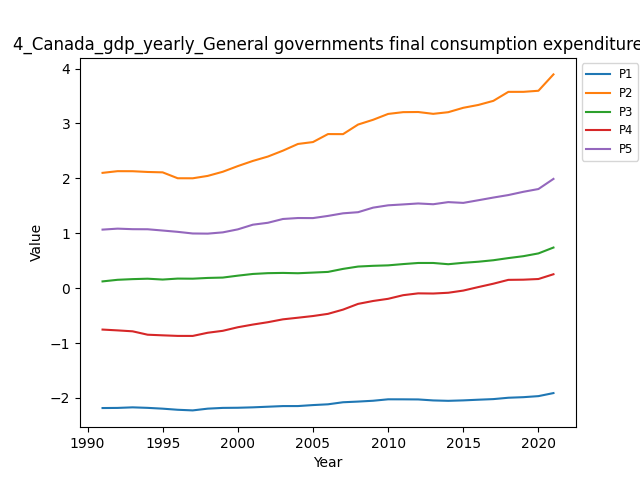 4_Canada_gdp_yearly_General governments final consumption expenditure
4
3
2
1
0
−1
−2
Value
1990
1995
2000
2005
2010
2015
2020
Year
P1
P2
P3
P4
P5